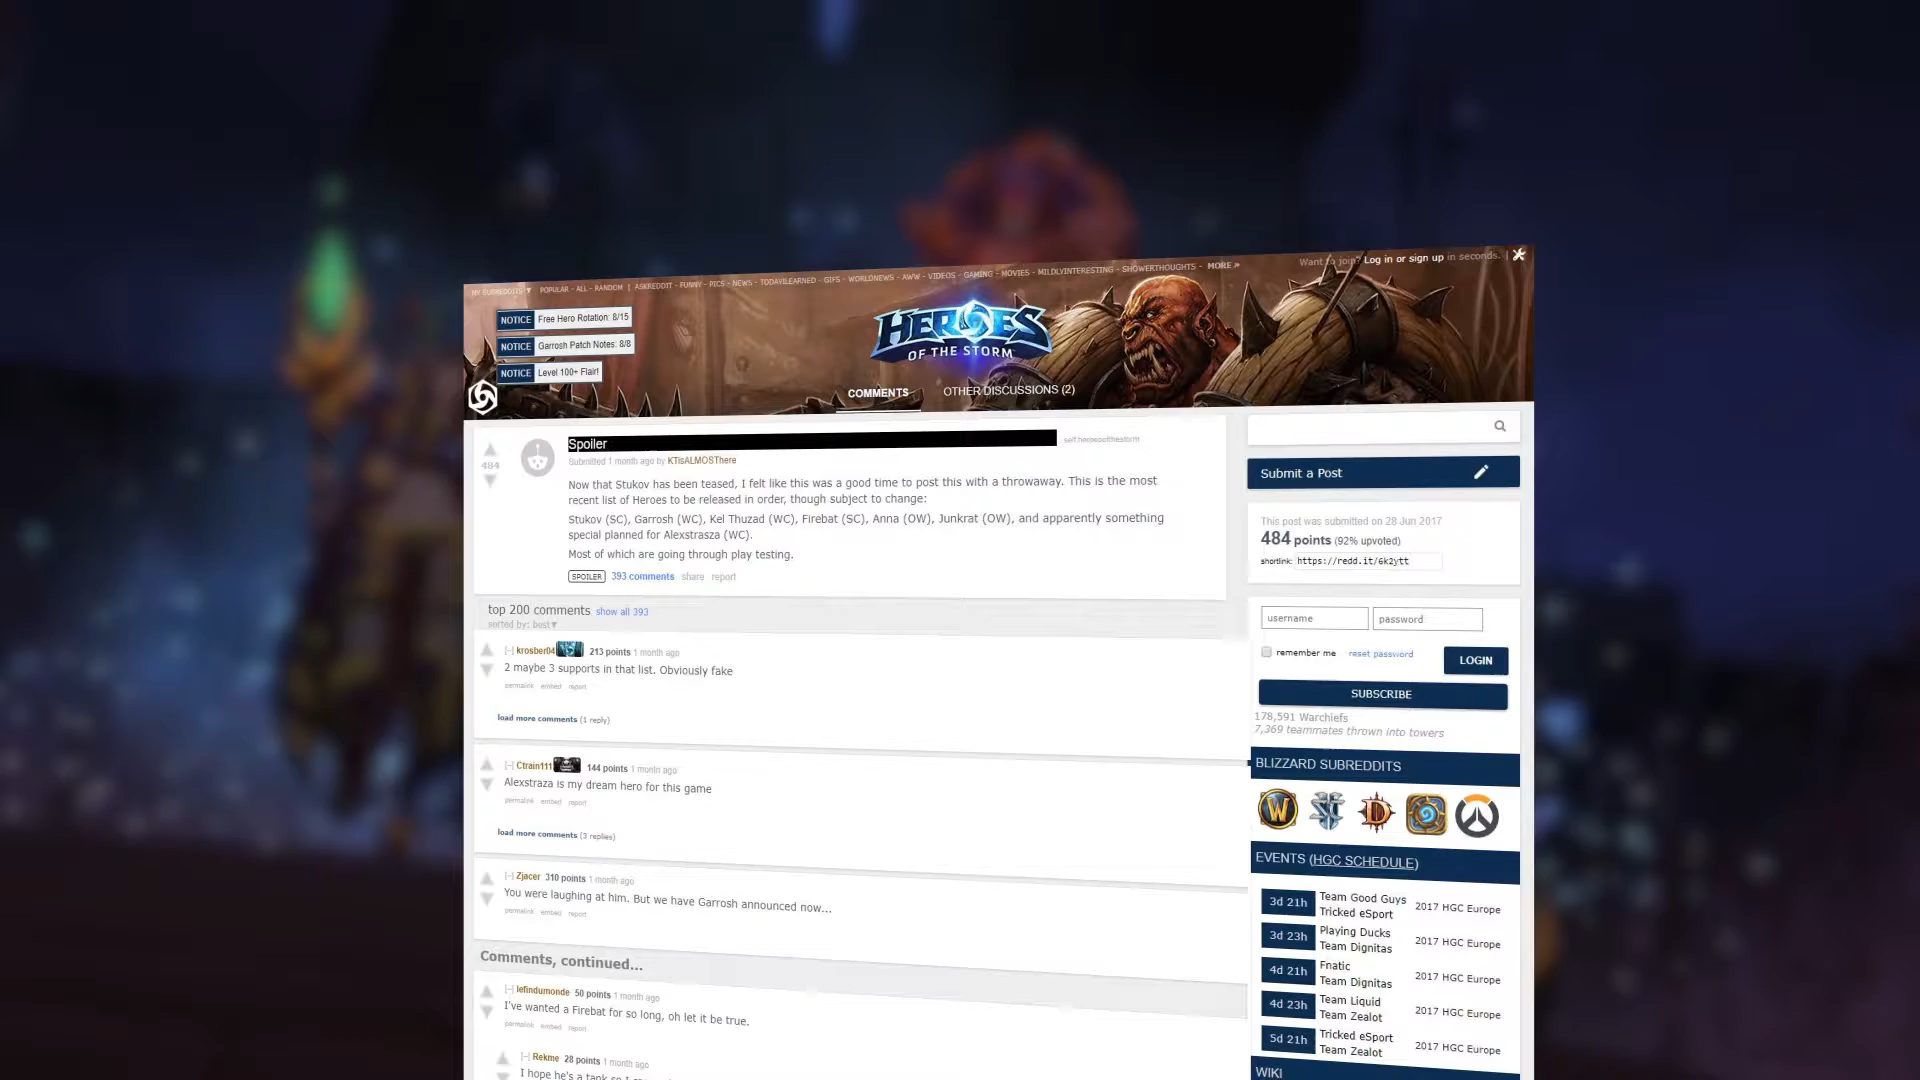 MY SUBREDDITS ▼ POPULAR - ALL - RANDOM | ASKREDDIT - FUNNY - PICS - NEWS - TODAYILEARNED - GIFS - WORLDNEWS - AWW - VIDEOS - GAMING - MOVIES - MILDLYINTERESTING - SHOWERTHOUGHTS - MORE »
Want to join? Log in or sign up in seconds. |
NOTICE Free Hero Rotation: 8/15
NOTICE Garrosh Patch Notes: 8/8
NOTICE Level 100+ Flair!
HEROES
OF THE STORM
COMMENTS OTHER DISCUSSIONS (2)
484
Spoiler self.heroesofthestorm
Submitted 1 month ago by KTisALMOSThere
Now that Stukov has been teased, I felt like this was a good time to post this with a throwaway. This is the most
recent list of Heroes to be released in order, though subject to change:
Stukov (SC), Garrosh (WC), Kel Thuzad (WC), Firebat (SC), Anna (OW), Junkrat (OW), and apparently something
special planned for Alexstrasza (WC).
Most of which are going through play testing.
SPOILER 393 comments share report
top 200 comments show all 393
sorted by: best▼
[–] krosber04 213 points 1 month ago
2 maybe 3 supports in that list. Obviously fake
permalink embed report
load more comments (1 reply)
[–] Ctrain111 144 points 1 month ago
Alexstraza is my dream hero for this game
permalink embed report
load more comments (3 replies)
[–] Zjacer 310 points 1 month ago
You were laughing at him. But we have Garrosh announced now...
permalink embed report
Comments, continued...
[–] lefindumonde 50 points 1 month ago
I've wanted a Firebat for so long, oh let it be true.
permalink embed report
[–] Rekme 28 points 1 month ago
I hope he's a tank so I
Submit a Post
This post was submitted on 28 Jun 2017
484 points (92% upvoted)
shortlink: https://redd.it/6k2ytt
username password
remember me reset password LOGIN
SUBSCRIBE
178,591 Warchiefs
7,369 teammates thrown into towers
BLIZZARD SUBREDDITS
EVENTS (HGC SCHEDULE)
3d 21h Team Good Guys Tricked eSport 2017 HGC Europe
3d 23h Playing Ducks Team Dignitas 2017 HGC Europe
4d 21h Fnatic Team Dignitas 2017 HGC Europe
4d 23h Team Liquid Team Zealot 2017 HGC Europe
5d 21h Tricked eSport Team Zealot 2017 HGC Europe
WIKI